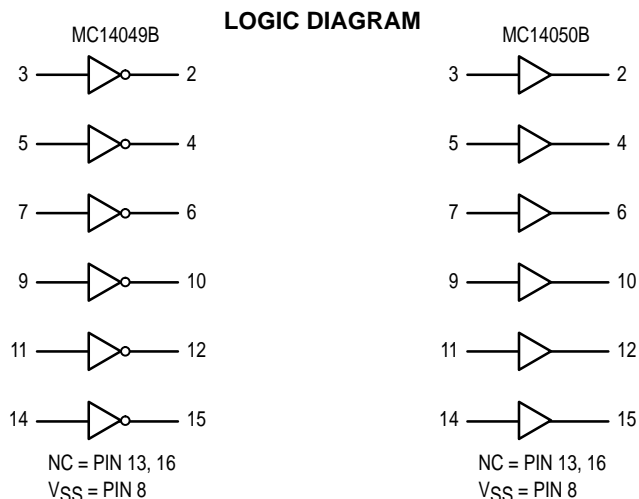 LOGIC DIAGRAM
MC14049B
3 2
5 4
7 6
9 10
11 12
14 15
NC = PIN 13, 16
VSS = PIN 8
MC14050B
3 2
5 4
7 6
9 10
11 12
14 15
NC = PIN 13, 16
VSS = PIN 8